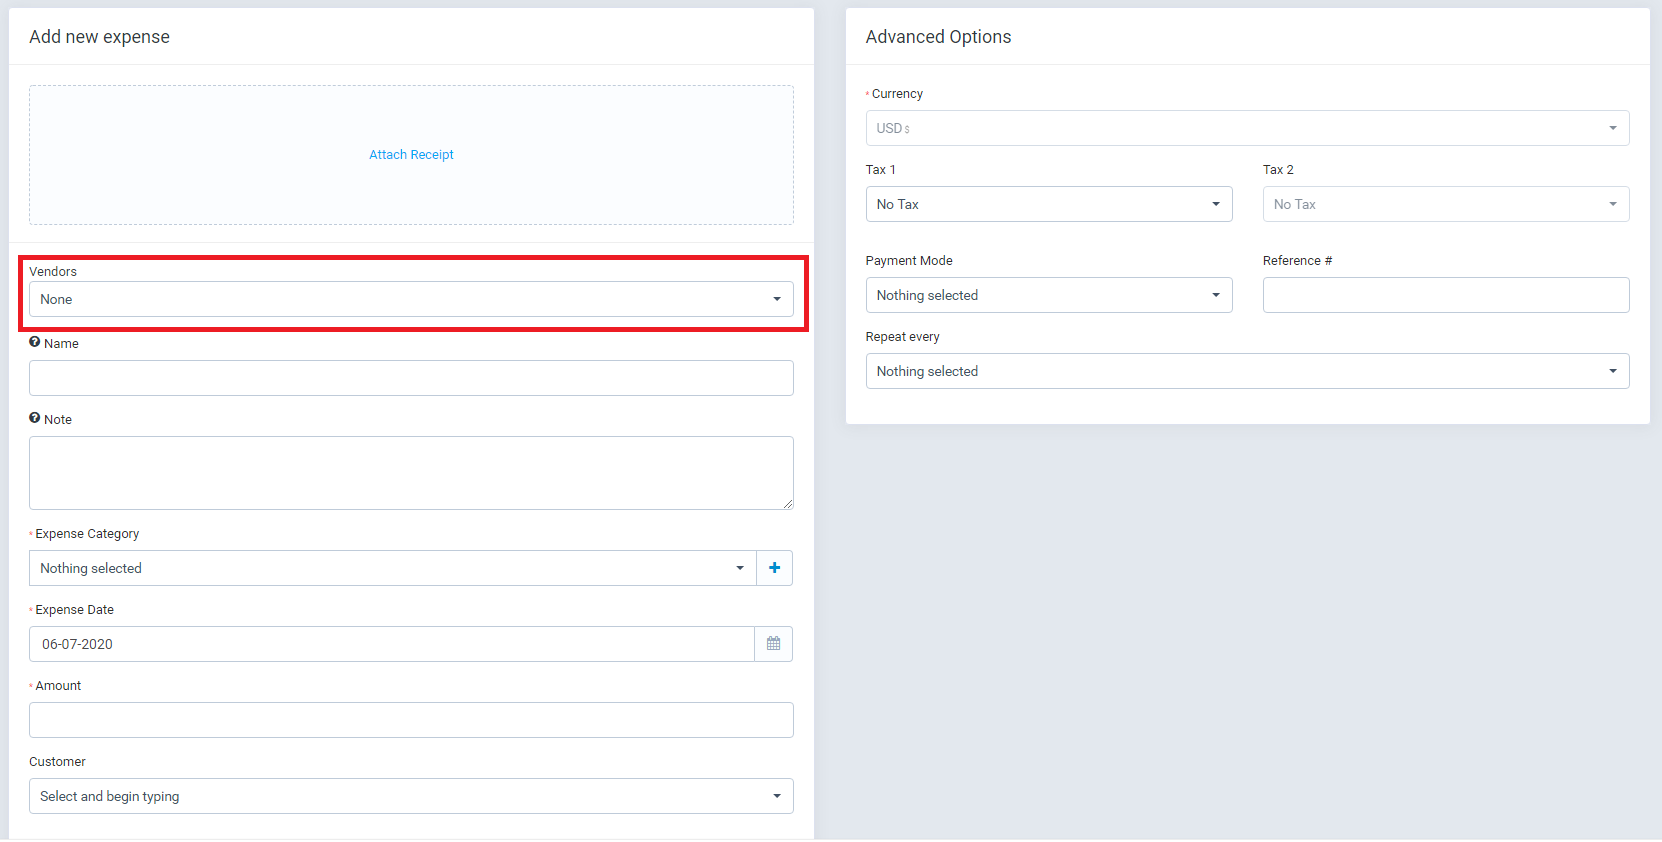 Add new expense
Attach Receipt
Vendors
None
Name
Note
* Expense Category
Nothing selected
* Expense Date
06-07-2020
* Amount
Customer
Select and begin typing
Advanced Options
* Currency
USD $
Tax 1
Tax 2
No Tax
No Tax
Payment Mode
Reference #
Nothing selected
Repeat every
Nothing selected